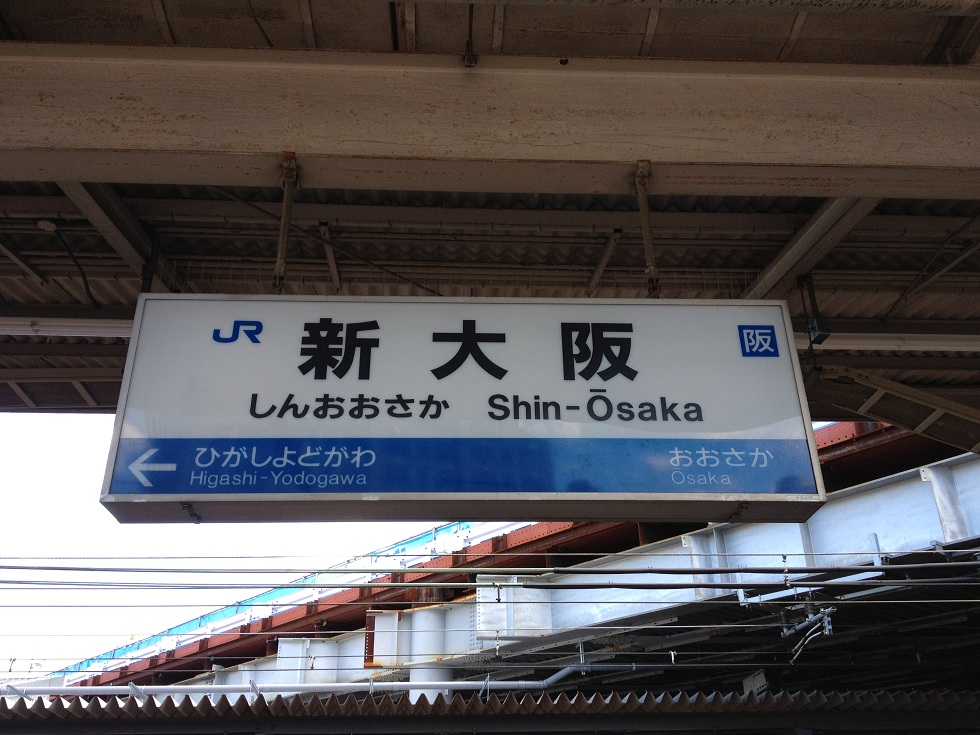 JR 新大阪 阪
しんおおさか Shin-Ōsaka
← ひがしよどがわ おおさか
Higashi-Yodogawa Ōsaka